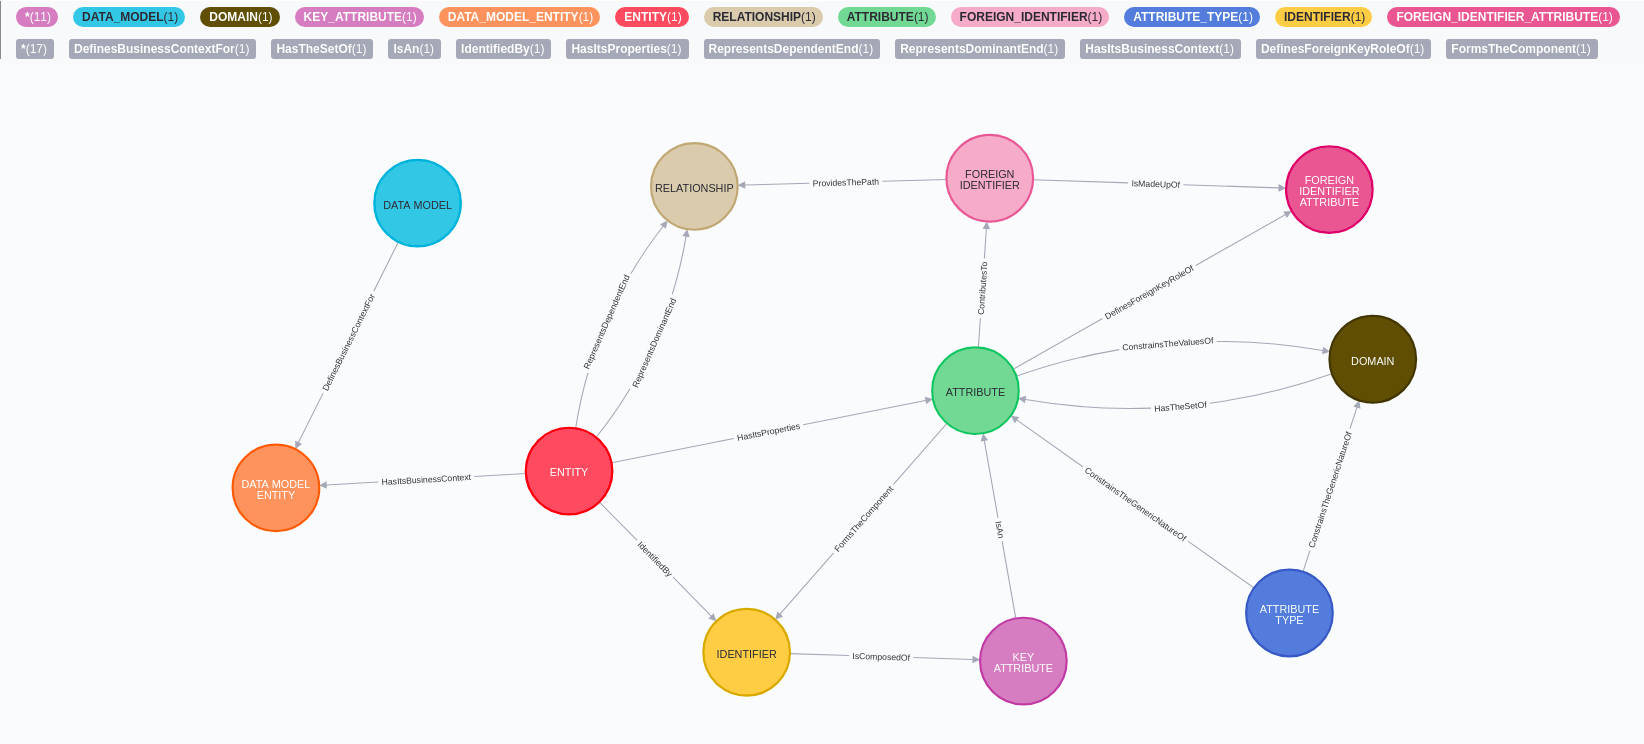 *(11) DATA_MODEL(1) DOMAIN(1) KEY_ATTRIBUTE(1) DATA_MODEL_ENTITY(1) ENTITY(1) RELATIONSHIP(1) ATTRIBUTE(1) FOREIGN_IDENTIFIER(1) ATTRIBUTE_TYPE(1) IDENTIFIER(1) FOREIGN_IDENTIFIER_ATTRIBUTE(1)
*(17) DefinesBusinessContextFor(1) HasTheSetOf(1) IsAn(1) IdentifiedBy(1) HasItsProperties(1) RepresentsDependentEnd(1) RepresentsDominantEnd(1) HasItsBusinessContext(1) DefinesForeignKeyRoleOf(1) FormsTheComponent(1)
DATA MODEL
RELATIONSHIP
ProvidesThePath
FOREIGN
IDENTIFIER
IsMadeUpOf
FOREIGN
IDENTIFIER
ATTRIBUTE
DefinesBusinessContextFor
RepresentsDependentEnd
RepresentsDominantEnd
ContributesTo
DefinesForeignKeyRoleOf
ConstrainsTheValuesOf
DOMAIN
ATTRIBUTE
HasTheSetOf
HasItsProperties
DATA MODEL
ENTITY
HasItsBusinessContext
ENTITY
ConstrainsTheGenericNatureOf
ConstrainsTheGenericNatureOf
FormsTheComponent
IsAn
IdentifiedBy
ATTRIBUTE
TYPE
IDENTIFIER
IsComposedOf
KEY
ATTRIBUTE